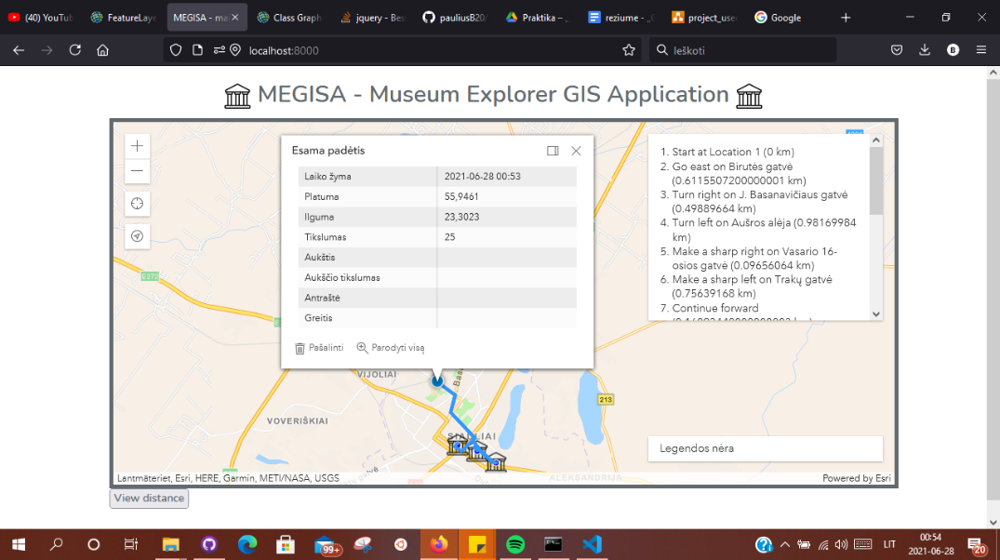 (40) YouTub
FeatureLaye
MEGISA - ma
Class Graph
jquery - Bes
pauliusB20/
Praktika – ...
reziume - „G
project_use
Google
localhost:8000
Ieškoti
MEGISA - Museum Explorer GIS Application
Esama padėtis
Laiko žyma 2021-06-28 00:53
Platuma 55,9461
Ilguma 23,3023
Tikslumas 25
Aukštis
Aukščio tikslumas
Antraštė
Greitis
Pašalinti Parodyti visą
1. Start at Location 1 (0 km)
2. Go east on Birutės gatvė
(0.6115507200000001 km)
3. Turn right on J. Basanavičiaus gatvė
(0.49889664 km)
4. Turn left on Aušros alėja (0.98169984
km)
5. Make a sharp right on Vasario 16-
osios gatvė (0.09656064 km)
6. Make a sharp left on Trakų gatvė
(0.75639168 km)
7. Continue forward
E272
VIJOLIAI
Bas
213
VOVERIŠKIAI
ŠIAULIAI
Legendos nėra
ALEKSANDRIJA
Lantmäteriet, Esri, HERE, Garmin, METI/NASA, USGS
Powered by Esri
View distance
99+
LIT
00:54
2021-06-28
20